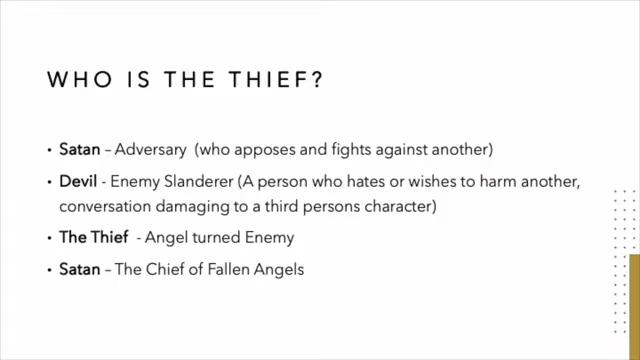 WHO IS THE THIEF?
• Satan – Adversary (who apposes and fights against another)
• Devil - Enemy Slanderer (A person who hates or wishes to harm another,
conversation damaging to a third persons character)
• The Thief - Angel turned Enemy
• Satan – The Chief of Fallen Angels